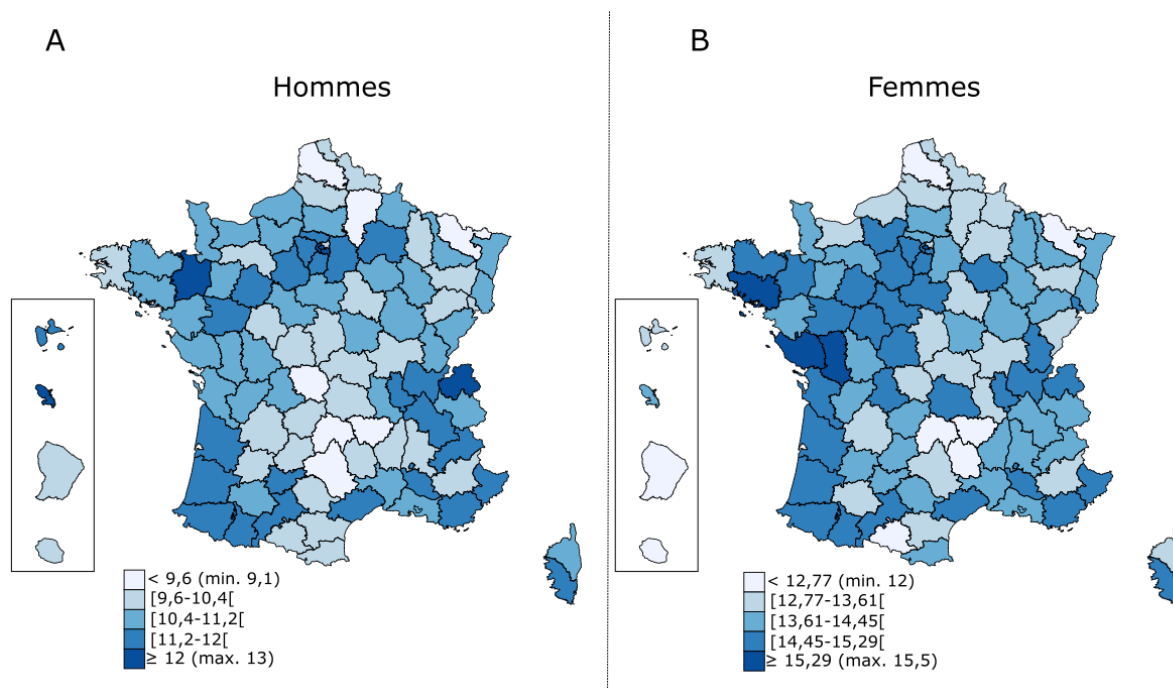 A
B
Hommes
Femmes
< 9,6 (min. 9,1)
[9,6-10,4[
[10,4-11,2[
[11,2-12[
≥ 12 (max. 13)
< 12,77 (min. 12)
[12,77-13,61[
[13,61-14,45[
[14,45-15,29[
≥ 15,29 (max. 15,5)